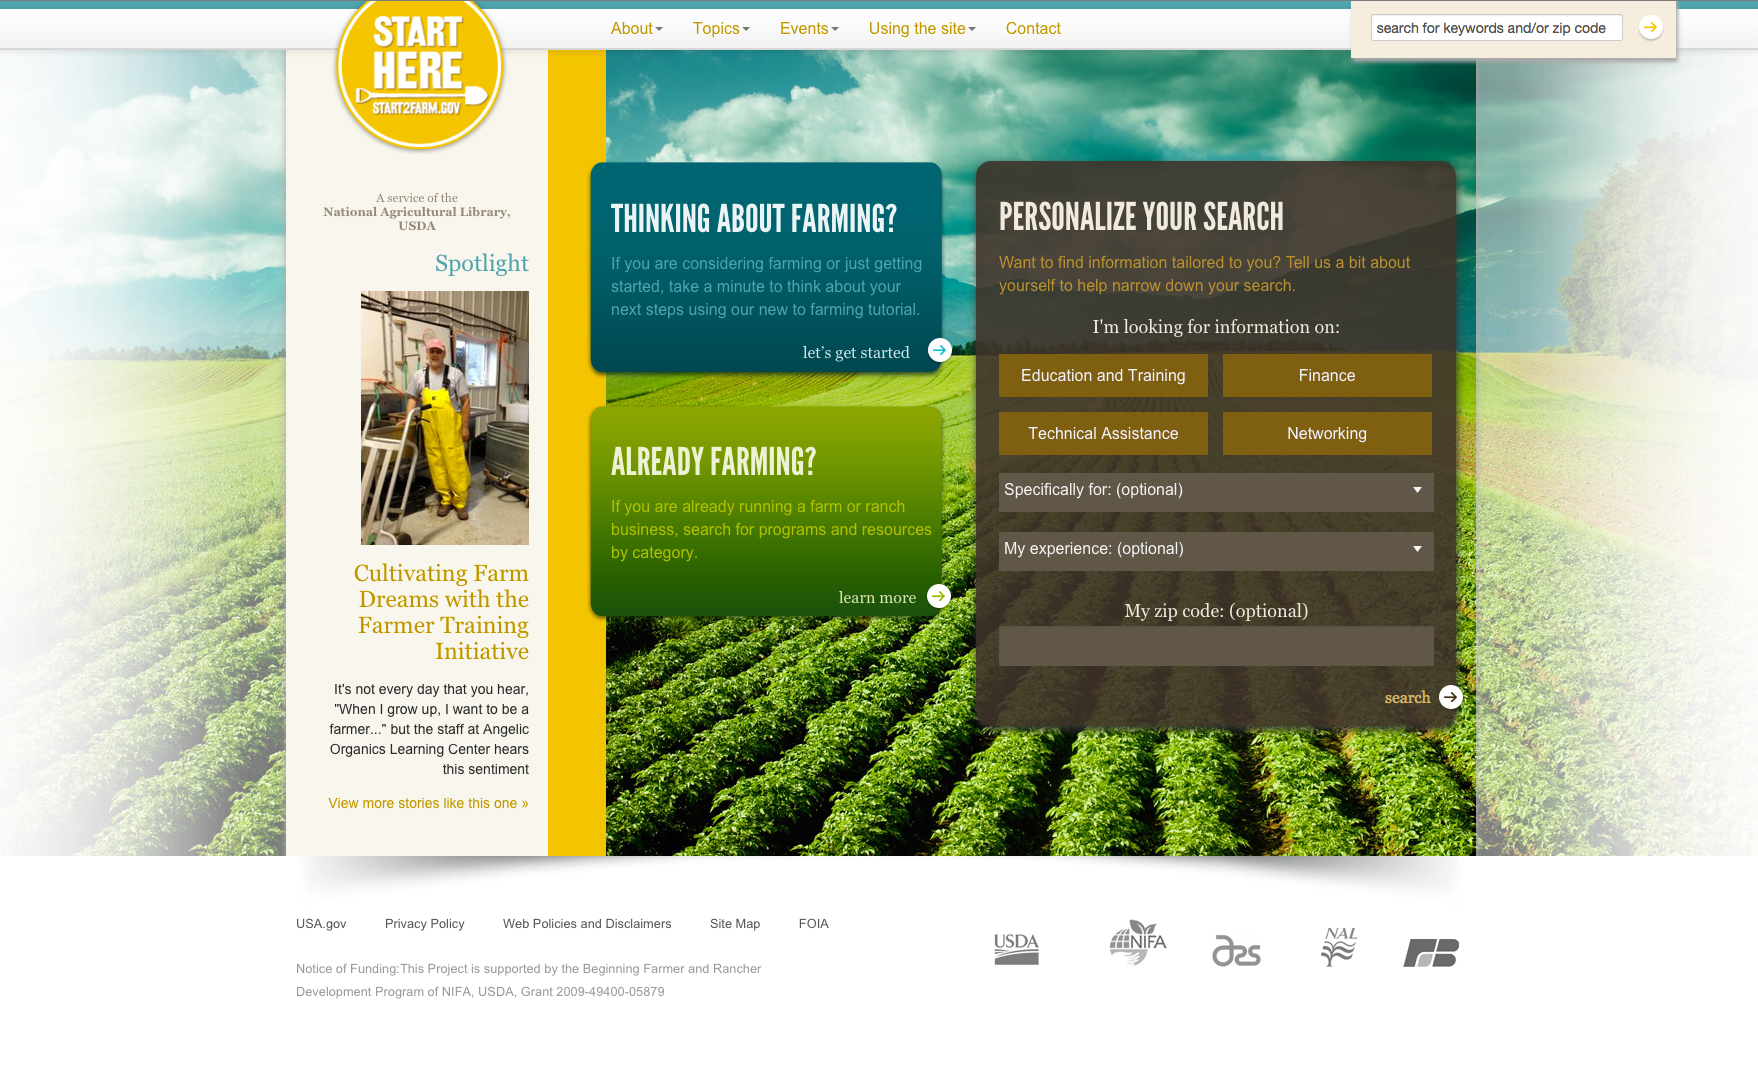 START
HERE
START2FARM.GOV
About
Topics
Events
Using the site
Contact
search for keywords and/or zip code
A service of the
National Agricultural Library,
USDA
Spotlight
Cultivating Farm
Dreams with the
Farmer Training
Initiative
It's not every day that you hear,
"When I grow up, I want to be a
farmer..." but the staff at Angelic
Organics Learning Center hears
this sentiment
View more stories like this one »
THINKING ABOUT FARMING?
If you are considering farming or just getting
started, take a minute to think about your
next steps using our new to farming tutorial.
let's get started
ALREADY FARMING?
If you are already running a farm or ranch
business, search for programs and resources
by category.
learn more
PERSONALIZE YOUR SEARCH
Want to find information tailored to you? Tell us a bit about
yourself to help narrow down your search.
I'm looking for information on:
Education and Training
Finance
Technical Assistance
Networking
Specifically for: (optional)
My experience: (optional)
My zip code: (optional)
search
USA.gov
Privacy Policy
Web Policies and Disclaimers
Site Map
FOIA
Notice of Funding:This Project is supported by the Beginning Farmer and Rancher
Development Program of NIFA, USDA, Grant 2009-49400-05879
USDA
NIFA
ars
NAL
FB